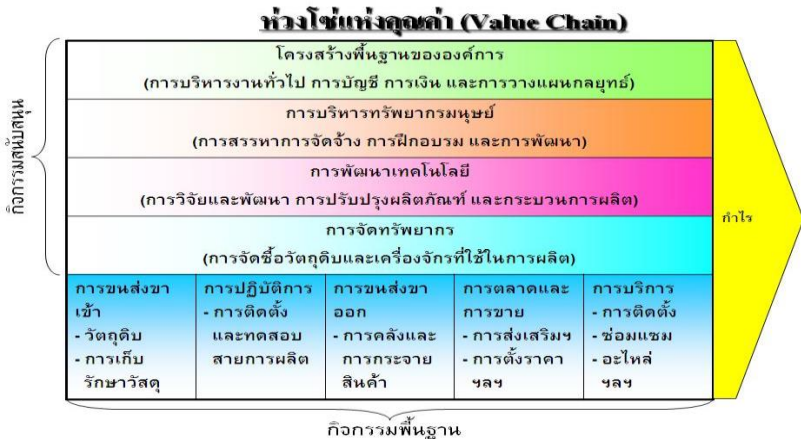 ห่วงโซ่แห่งคุณค่า (Value Chain)
โครงสร้างพื้นฐานขององค์การ
(การบริหารงานทั่วไป การบัญชี การเงิน และการวางแผนกลยุทธ์)
การบริหารทรัพยากรมนุษย์
(การสรรหาการจัดจ้าง การฝึกอบรม และการพัฒนา)
การพัฒนาเทคโนโลยี
(การวิจัยและพัฒนา การปรับปรุงผลิตภัณฑ์ และกระบวนการผลิต)
การจัดทรัพยากร
(การจัดซื้อวัตถุดิบและเครื่องจักรที่ใช้ในการผลิต)
กิจกรรมสนับสนุน
กำไร
การขนส่งขา
เข้า
- วัตถุดิบ
- การเก็บ
รักษาวัสดุ
การปฏิบัติการ
- การติดตั้ง
และทดสอบ
สายการผลิต
การขนส่งขา
ออก
- การคลังและ
การกระจาย
สินค้า
การตลาดและ
การขาย
- การส่งเสริมฯ
- การตั้งราคา
ฯลฯ
การบริการ
- การติดตั้ง
- ซ่อมแซม
- อะไหล่
ฯลฯ
กิจกรรมพื้นฐาน